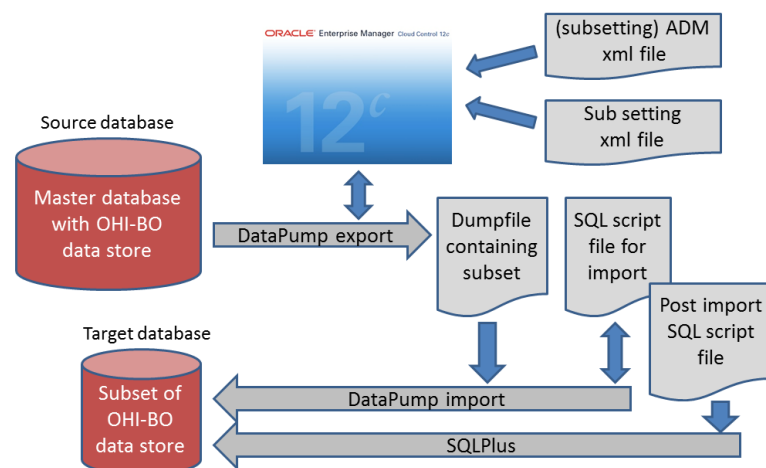 ORACLE Enterprise Manager Cloud Control 12c
12c
(subsetting) ADM
xml file
Sub setting
xml file
Source database
Master database
with OHI-BO
data store
DataPump export
Dumpfile
containing
subset
SQL script
file for
import
Post import
SQL script
file
Target database
Subset of
OHI-BO
data store
DataPump import
SQLPlus